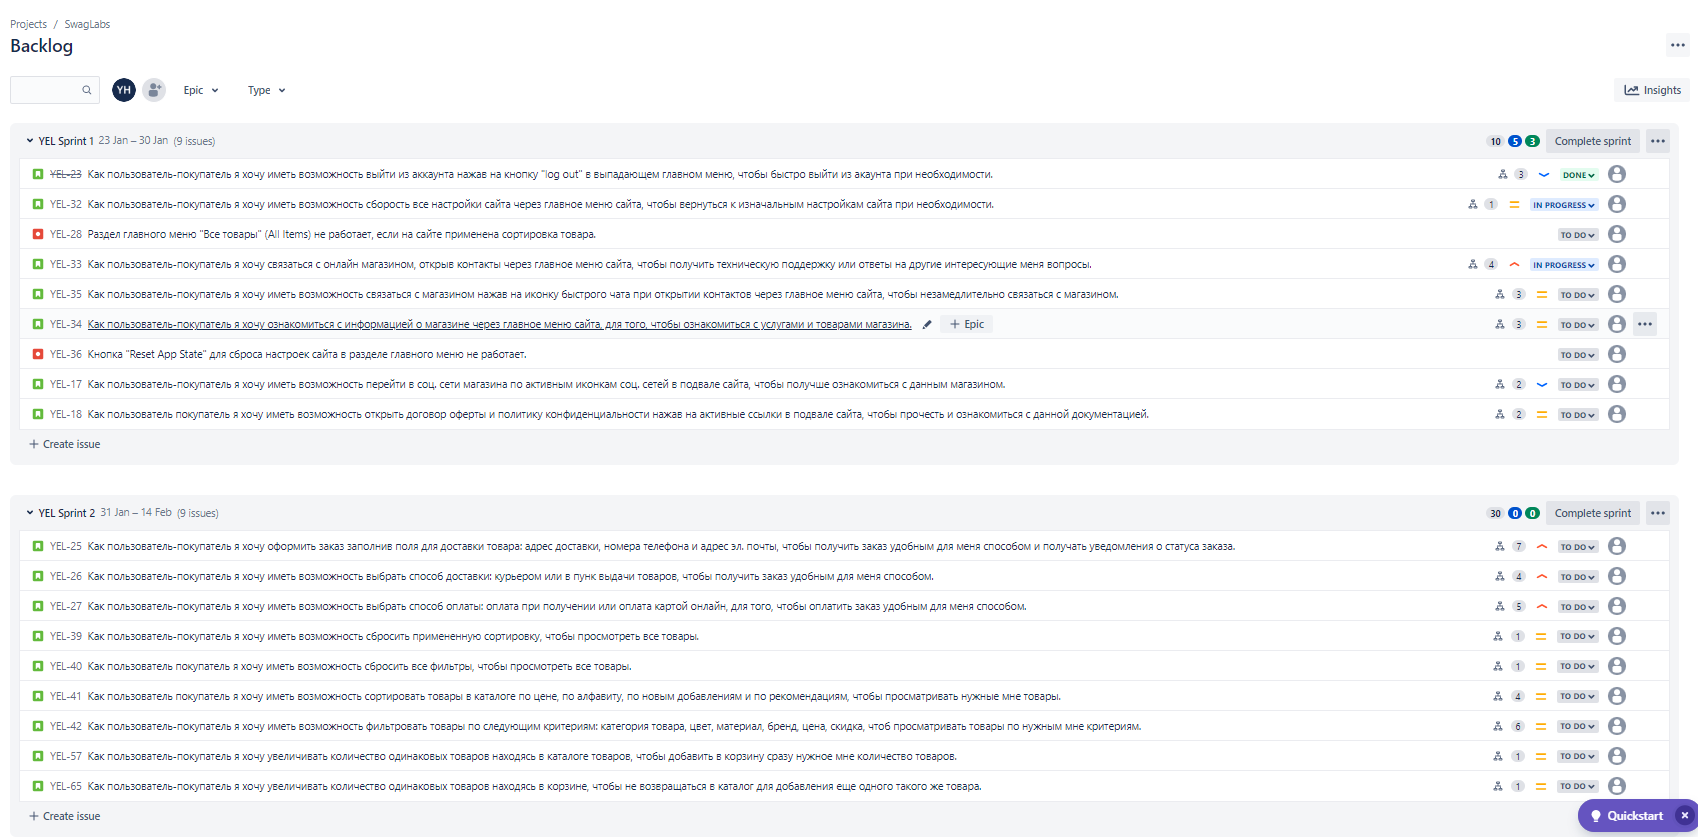 Projects / SwagLabs
Backlog
YH Epic Type Insights
YEL Sprint 1 23 Jan – 30 Jan (9 issues) 10 5 3 Complete sprint
YEL-23 Как пользователь-покупатель я хочу иметь возможность выйти из аккаунта нажав на кнопку "log out" в выпадающем главном меню, чтобы быстро выйти из акаунта при необходимости. 3 DONE
YEL-32 Как пользователь-покупатель я хочу иметь возможность сборость все настройки сайта через главное меню сайта, чтобы вернуться к изначальным настройкам сайта при необходимости. 1 IN PROGRESS
YEL-28 Раздел главного меню "Все товары" (All Items) не работает, если на сайте применена сортировка товара. TO DO
YEL-33 Как пользователь-покупатель я хочу связаться с онлайн магазином, открыв контакты через главное меню сайта, чтобы получить техническую поддержку или ответы на другие интересующие меня вопросы. 4 IN PROGRESS
YEL-35 Как пользователь-покупатель я хочу иметь возможность связаться с магазином нажав на иконку быстрого чата при открытии контактов через главное меню сайта, чтобы незамедлительно связаться с магазином. 3 TO DO
YEL-34 Как пользователь-покупатель я хочу ознакомиться с информацией о магазине через главное меню сайта, для того, чтобы ознакомиться с услугами и товарами магазина. + Epic 3 TO DO
YEL-36 Кнопка "Reset App State" для сброса настроек сайта в разделе главного меню не работает. TO DO
YEL-17 Как пользователь-покупатель я хочу иметь возможность перейти в соц. сети магазина по активным иконкам соц. сетей в подвале сайта, чтобы получше ознакомиться с данным магазином. 2 TO DO
YEL-18 Как пользователь покупатель я хочу иметь возможность открыть договор оферты и политику конфиденциальности нажав на активные ссылки в подвале сайта, чтобы прочесть и ознакомиться с данной документацией. 2 TO DO
+ Create issue
YEL Sprint 2 31 Jan – 14 Feb (9 issues) 30 0 0 Complete sprint
YEL-25 Как пользователь-покупатель я хочу оформить заказ заполнив поля для доставки товара: адрес доставки, номера телефона и адрес эл. почты, чтобы получить заказ удобным для меня способом и получать уведомления о статуса заказа. 7 TO DO
YEL-26 Как пользователь-покупатель я хочу иметь возможность выбрать способ доставки: курьером или в пунк выдачи товаров, чтобы получить заказ удобным для меня способом. 4 TO DO
YEL-27 Как пользователь-покупатель я хочу иметь возможность выбрать способ оплаты: оплата при получении или оплата картой онлайн, для того, чтобы оплатить заказ удобным для меня способом. 5 TO DO
YEL-39 Как пользователь-покупатель я хочу иметь возможность сбросить примененную сортировку, чтобы просмотреть все товары. 1 TO DO
YEL-40 Как пользователь покупатель я хочу иметь возможность сбросить все фильтры, чтобы просмотреть все товары. 1 TO DO
YEL-41 Как пользователь покупатель я хочу иметь возможность сортировать товары в каталоге по цене, по алфавиту, по новым добавлениям и по рекомендациям, чтобы просматривать нужные мне товары. 4 TO DO
YEL-42 Как пользователь-покупатель я хочу иметь возможность фильтровать товары по следующим критериям: категория товара, цвет, материал, бренд, цена, скидка, чтоб просматривать товары по нужным мне критериям. 6 TO DO
YEL-57 Как пользователь-покупатель я хочу увеличивать количество одинаковых товаров находясь в каталоге товаров, чтобы добавить в корзину сразу нужное мне количество товаров. 1 TO DO
YEL-65 Как пользователь-покупатель я хочу увеличивать количество одинаковых товаров находясь в корзине, чтобы не возвращаться в каталог для добавления еще одного такого же товара. 1 TO DO
+ Create issue
Quickstart